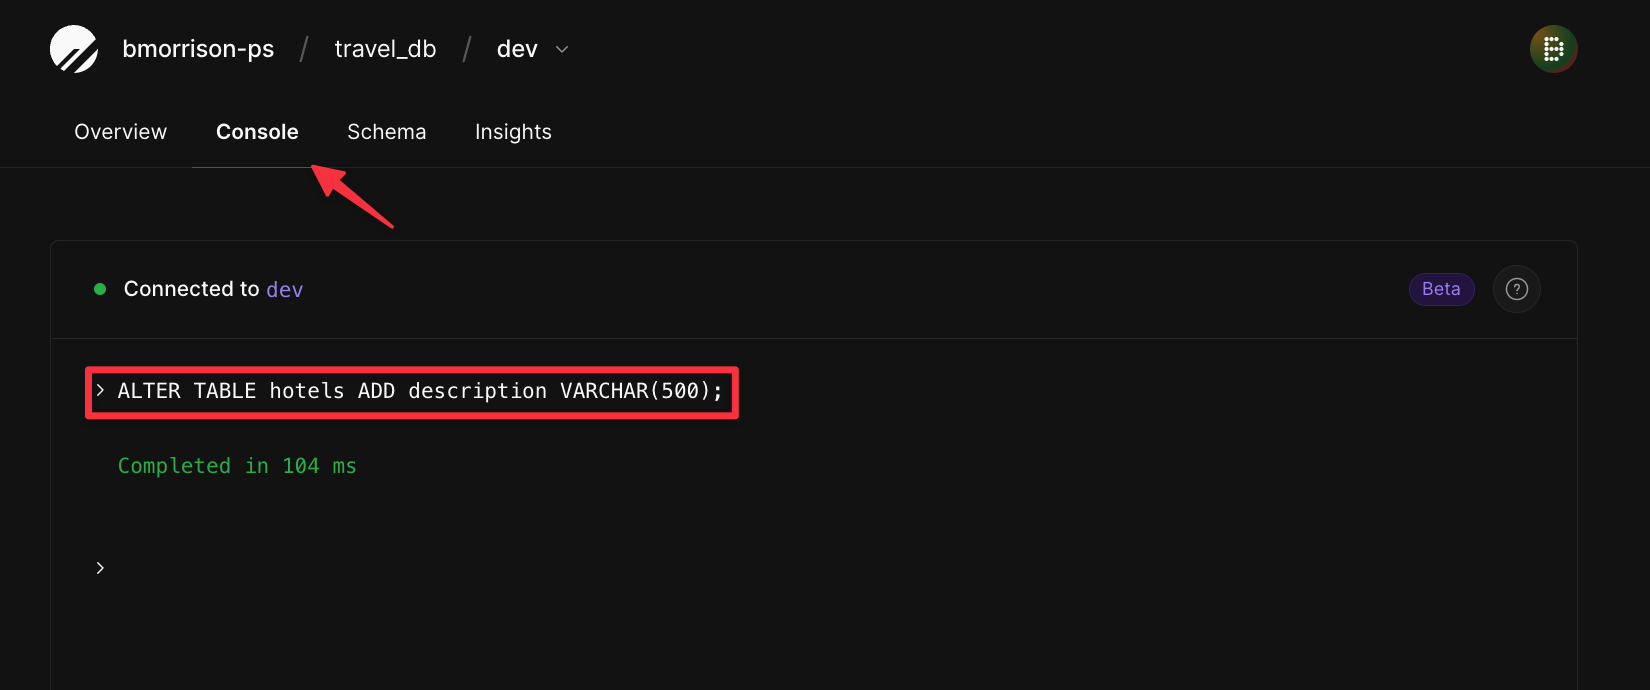 bmorrison-ps / travel_db / dev
B
Overview Console Schema Insights
Connected to dev
Beta ?
> ALTER TABLE hotels ADD description VARCHAR(500);
Completed in 104 ms
>